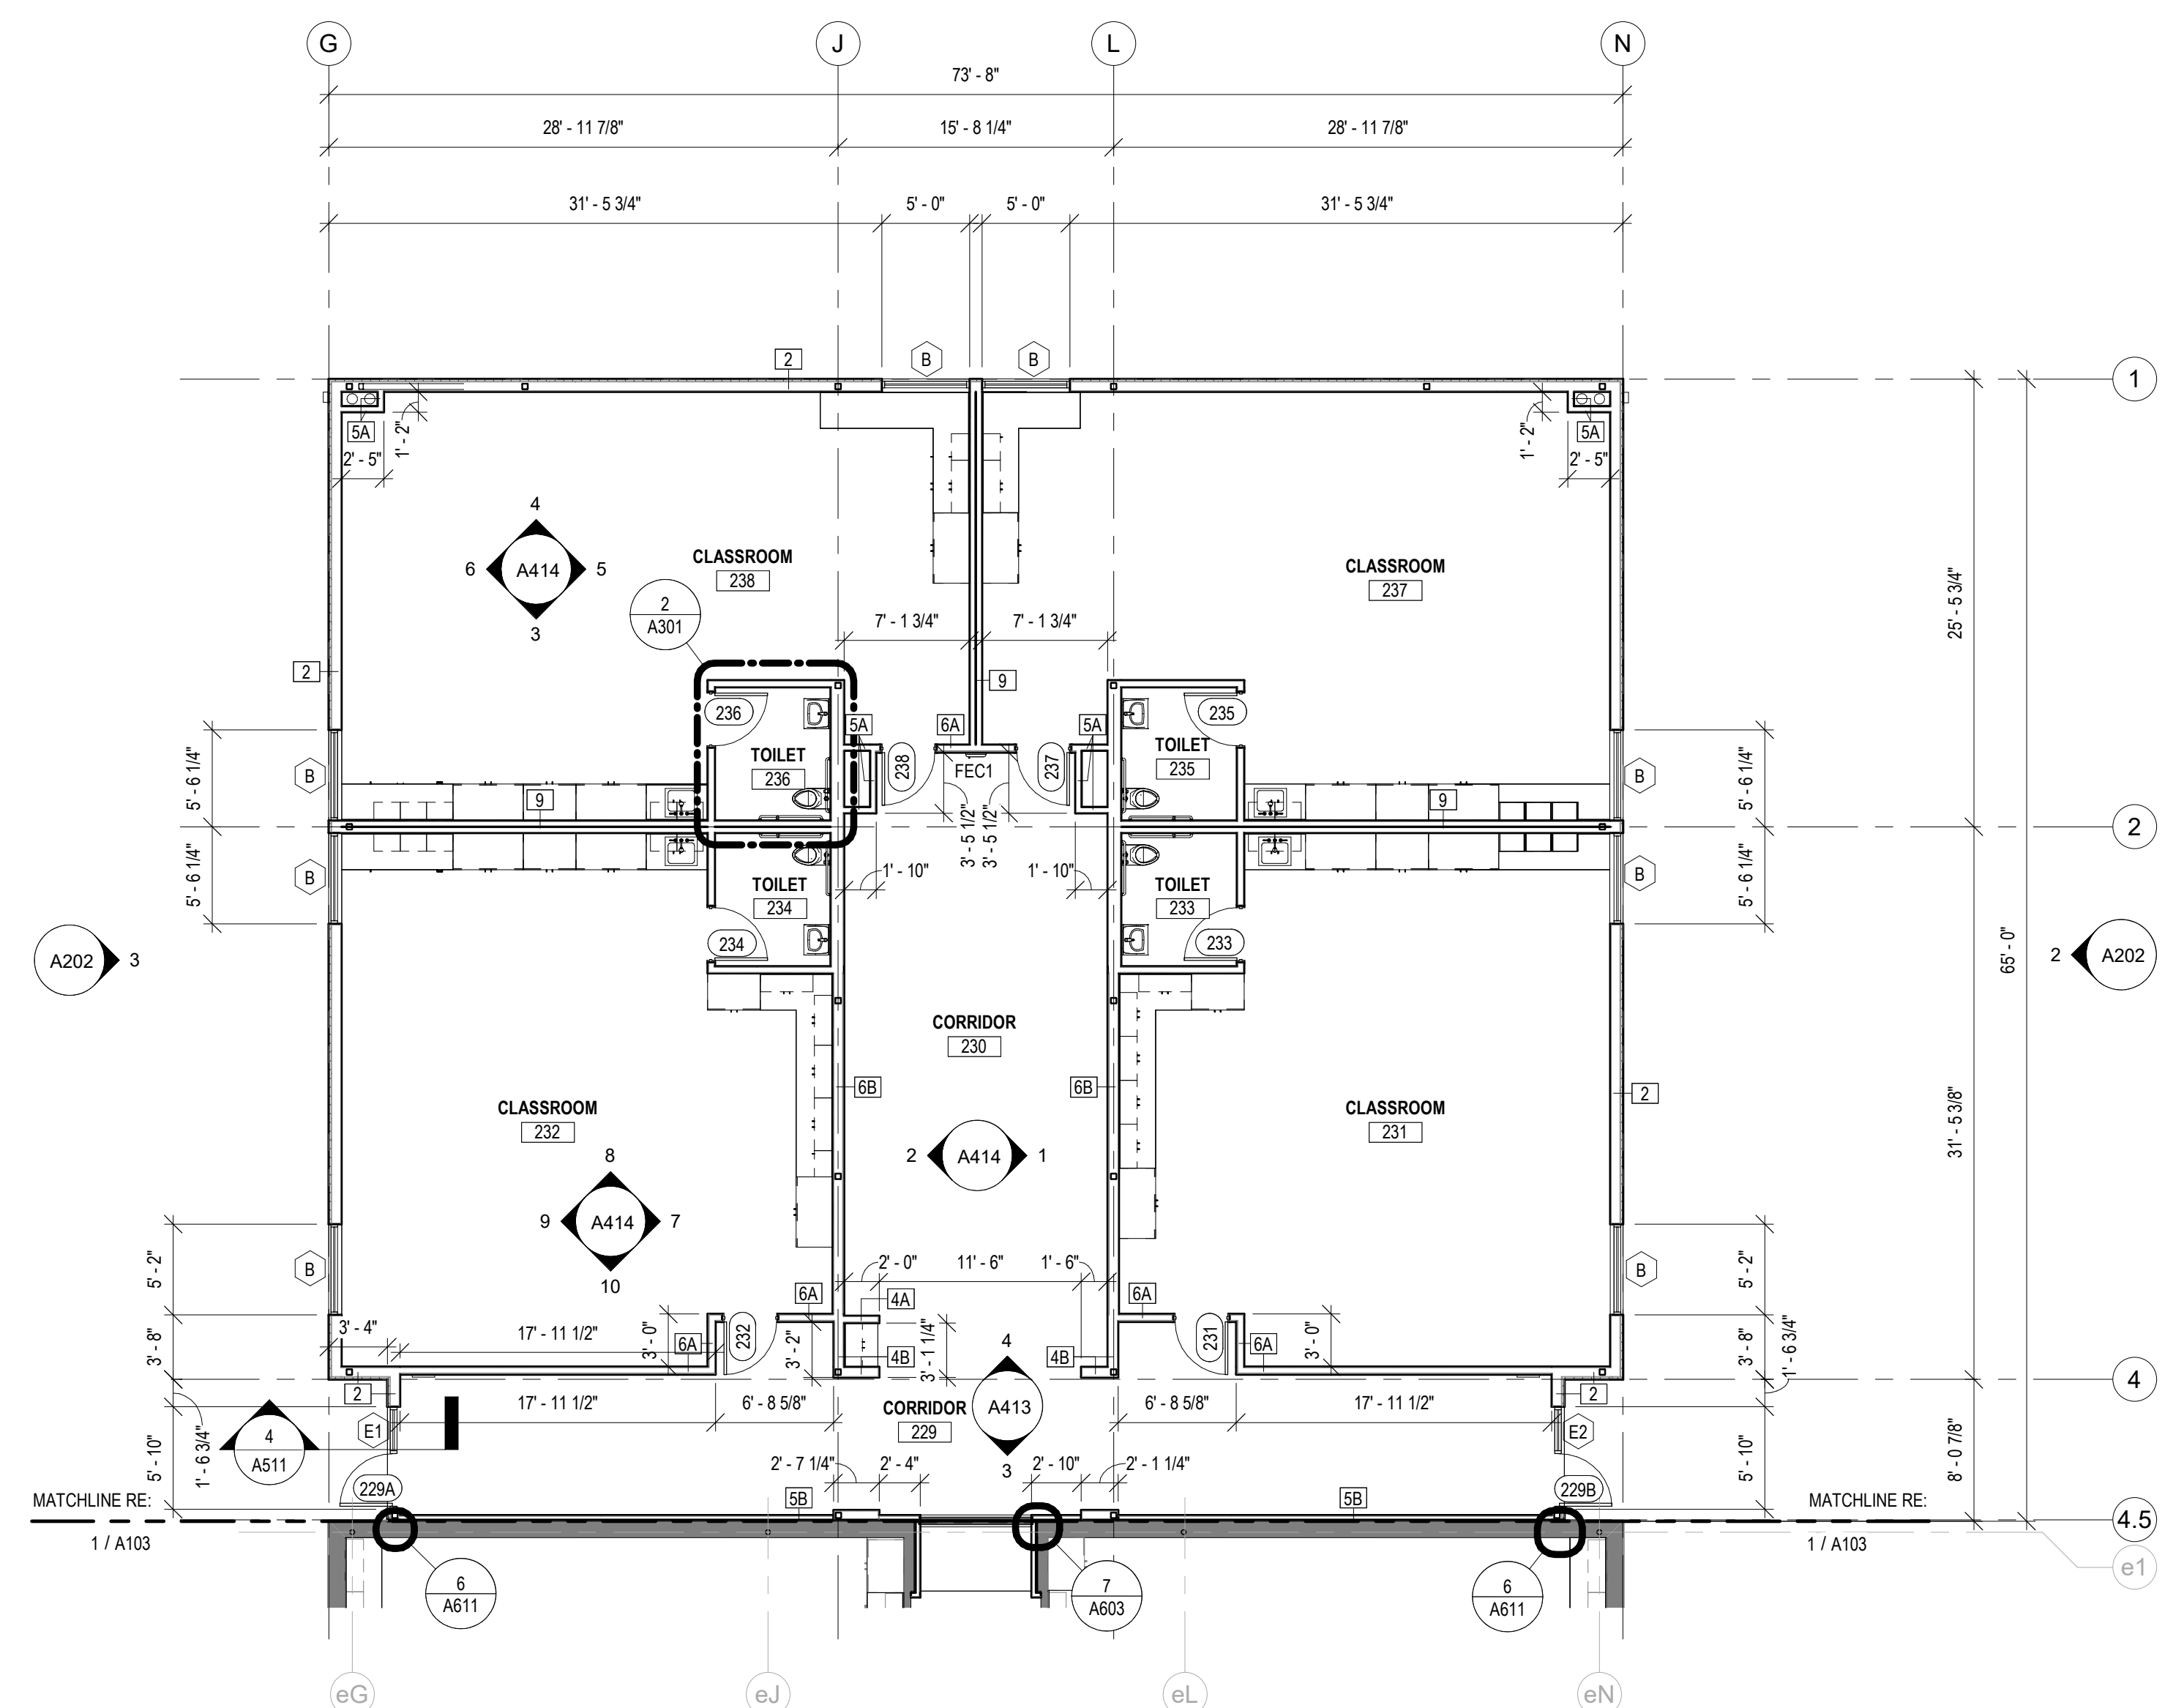 G
J
L
N
73' - 8"
28' - 11 7/8"
15' - 8 1/4"
28' - 11 7/8"
31' - 5 3/4"
5' - 0"
5' - 0"
31' - 5 3/4"
2
B
B
1
5A
1' - 2"
2' - 5"
1' - 2"
5A
2' - 5"
4
6
A414
5
3
CLASSROOM
238
CLASSROOM
237
25' - 5 3/4"
2
A301
7' - 1 3/4"
7' - 1 3/4"
2
9
236
5A
6A
5A
235
TOILET
236
238
FEC1
237
TOILET
235
5' - 6 1/4"
B
B
5' - 6 1/4"
9
9
3' - 5 1/2"
3' - 5 1/2"
2
5' - 6 1/4"
B
1' - 10"
1' - 10"
B
5' - 6 1/4"
TOILET
234
TOILET
233
234
233
A202
3
65' - 0"
2
A202
CORRIDOR
230
6B
6B
2
CLASSROOM
232
CLASSROOM
231
31' - 5 3/8"
2
A414
1
8
9
A414
7
10
5' - 2"
B
2' - 0"
11' - 6"
1' - 6"
B
5' - 2"
6A
4A
6A
3' - 8"
3' - 4"
17' - 11 1/2"
3' - 0"
6A
232
3' - 2"
4B
3' - 1 1/4"
4
4B
231
6A
3' - 0"
3' - 8"
1' - 6 3/4"
2
17' - 11 1/2"
6' - 8 5/8"
CORRIDOR
229
A413
3
6' - 8 5/8"
17' - 11 1/2"
2
4
5' - 10"
1' - 6 3/4"
4
A511
E1
E2
5' - 10"
8' - 0 7/8"
2' - 7 1/4"
2' - 4"
2' - 10"
2' - 1 1/4"
229A
229B
MATCHLINE RE:
1 / A103
5B
5B
MATCHLINE RE:
1 / A103
4.5
e1
6
A611
7
A603
6
A611
eG
eJ
eL
eN